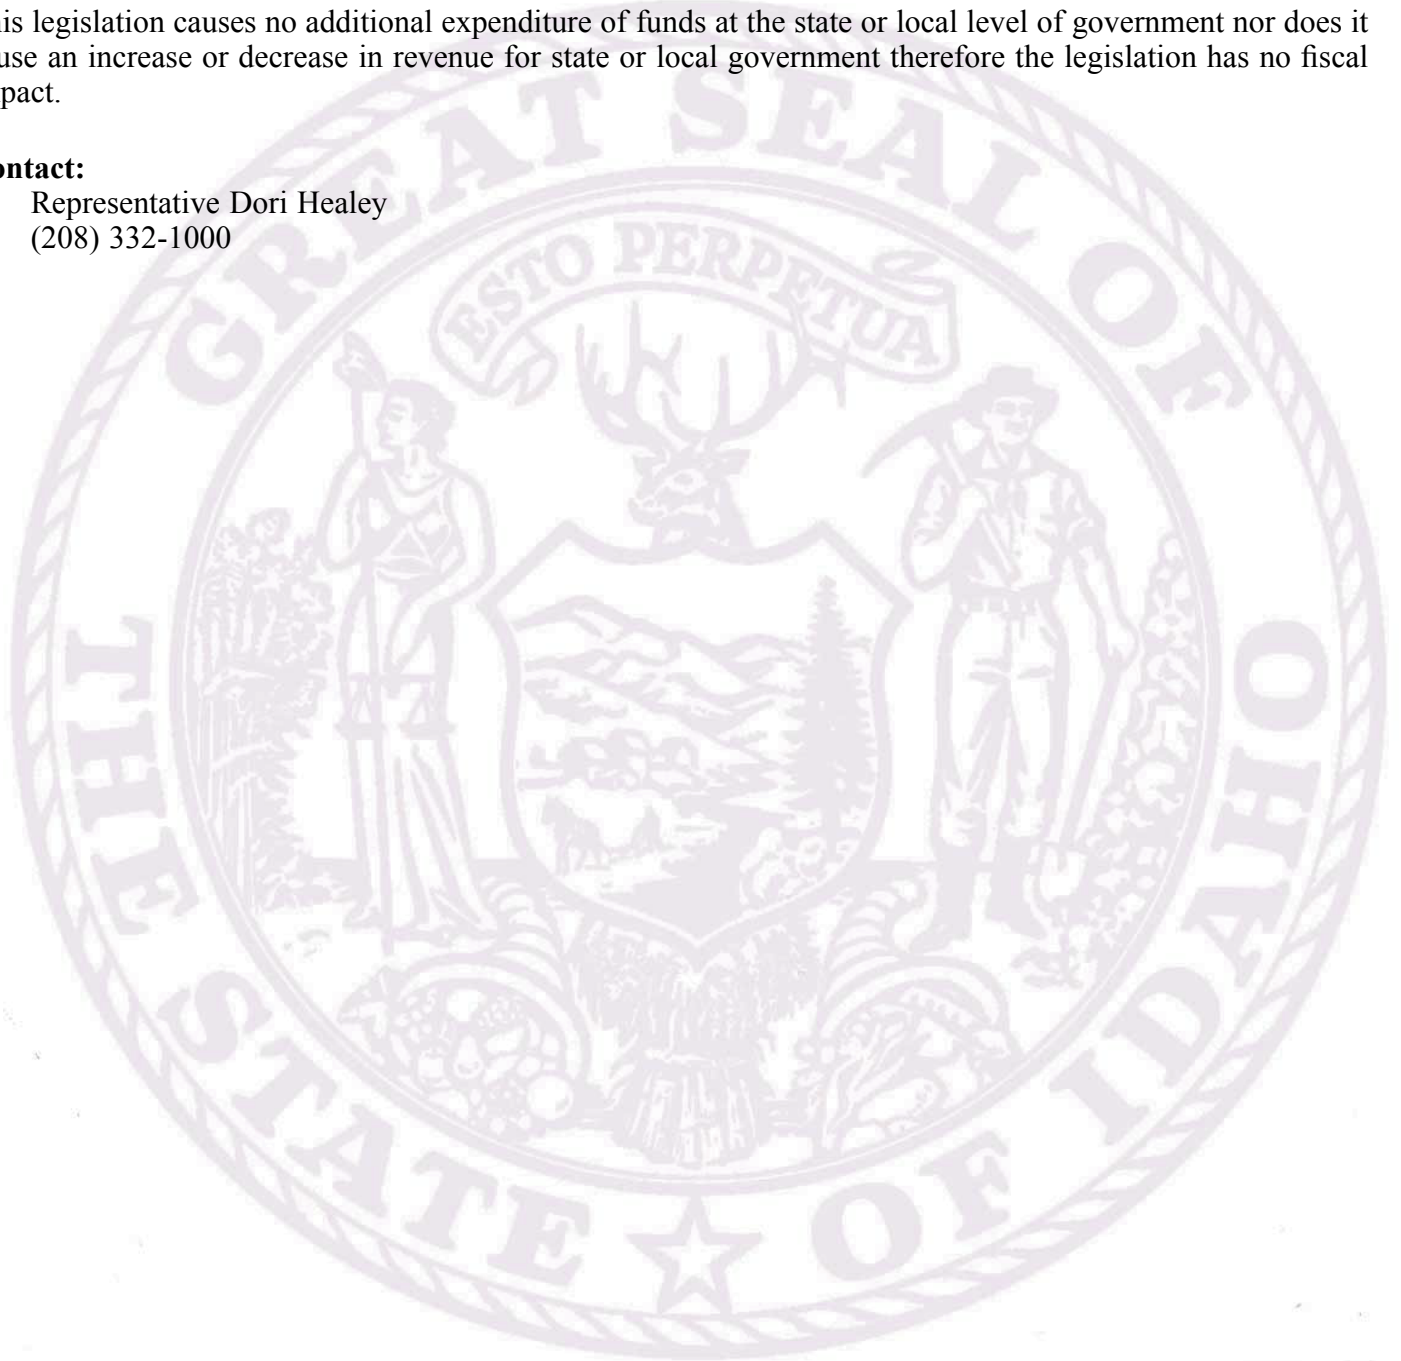 his legislation causes no additional expenditure of funds at the state or local level of government nor does it
use an increase or decrease in revenue for state or local government therefore the legislation has no fiscal
pact.
ontact:
Representative Dori Healey
(208) 332-1000
GREAT SEAL OF
ESTO PERPETUA
THE
STATE OF IDAHO